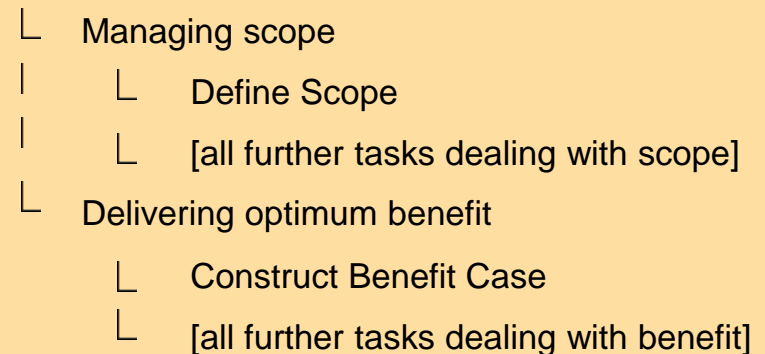 Managing scope
Define Scope
[all further tasks dealing with scope]
Delivering optimum benefit
Construct Benefit Case
[all further tasks dealing with benefit]